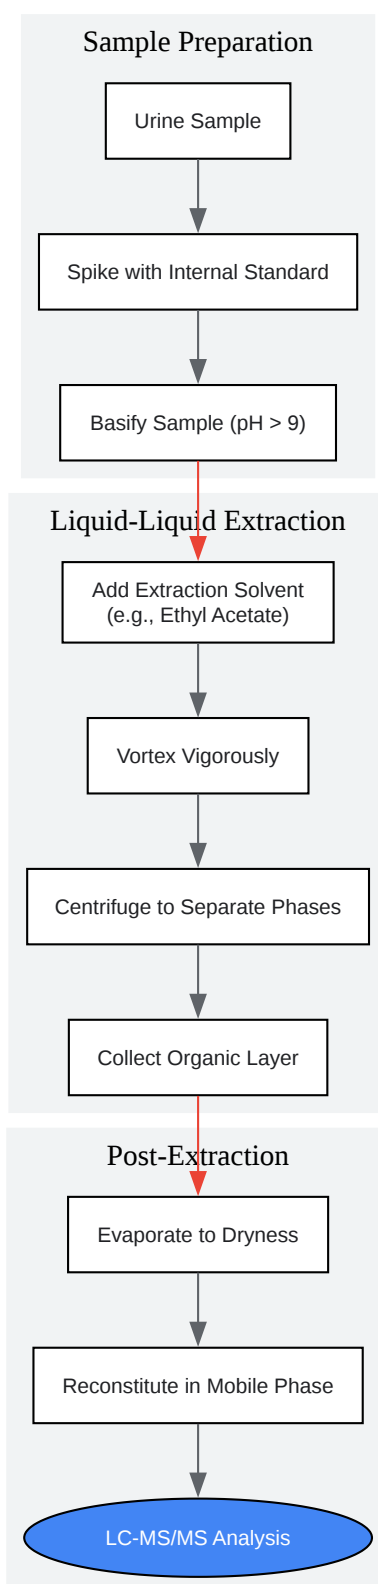 Sample Preparation
Urine Sample
Spike with Internal Standard
Basify Sample (pH > 9)
Liquid-Liquid Extraction
Add Extraction Solvent
(e.g., Ethyl Acetate)
Vortex Vigorously
Centrifuge to Separate Phases
Collect Organic Layer
Post-Extraction
Evaporate to Dryness
Reconstitute in Mobile Phase
LC-MS/MS Analysis